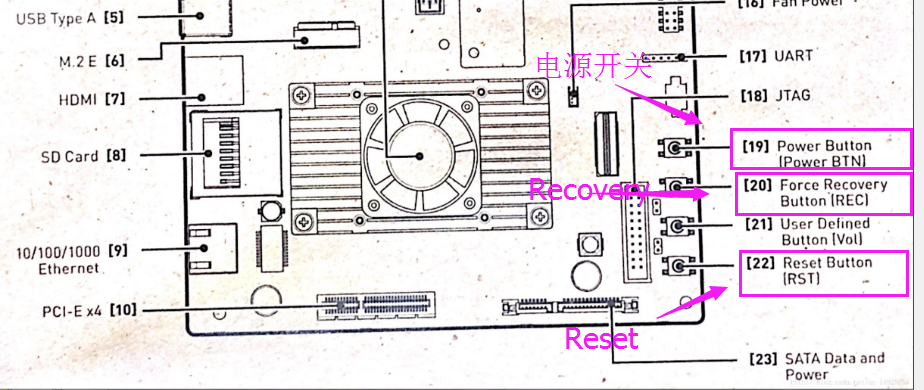 USB Type A [5]
M.2 E [6]
HDMI [7]
SD Card [8]
10/100/1000 [9]
Ethernet
PCI-E x4 [10]
[16] Fan Power
电源开关
[17] UART
[18] JTAG
[19] Power Button
(Power BTN)
Recovery
[20] Force Recovery
Button (REC)
[21] User Defined
Button (Vol)
[22] Reset Button
(RST)
Reset
[23] SATA Data and
Power